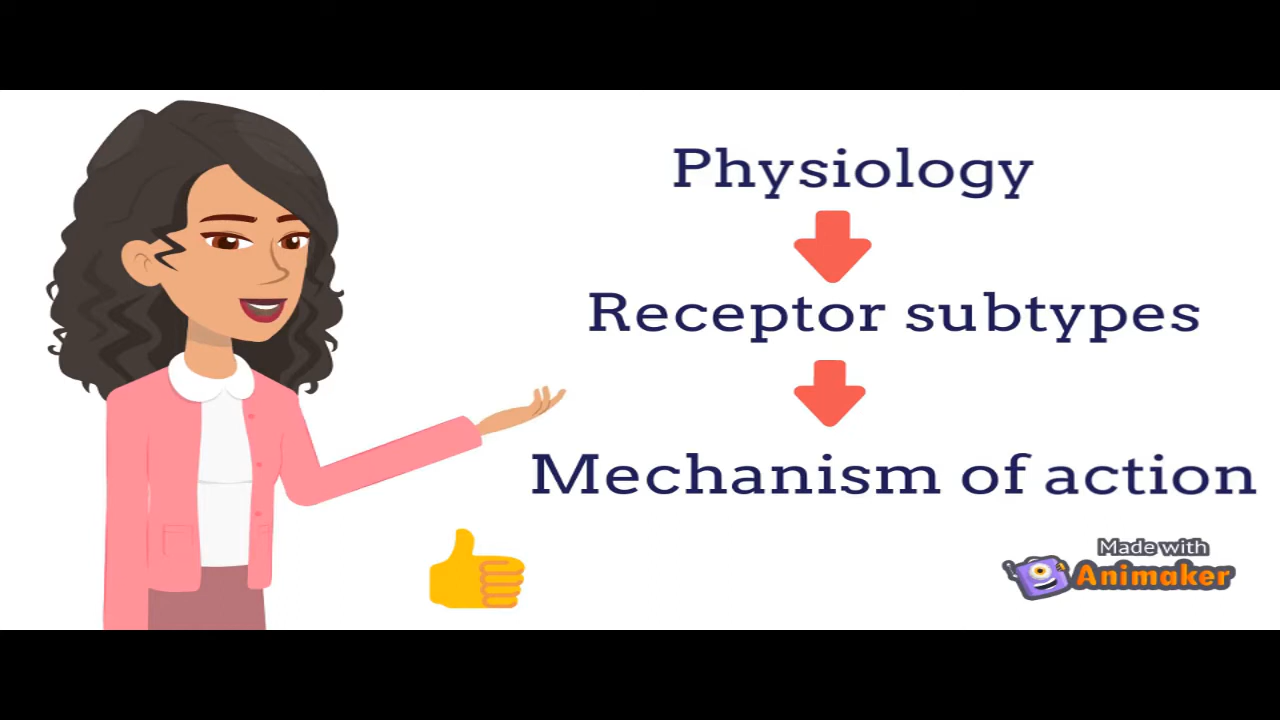 Physiology
Receptor subtypes
Mechanism of action
Made with
Animaker